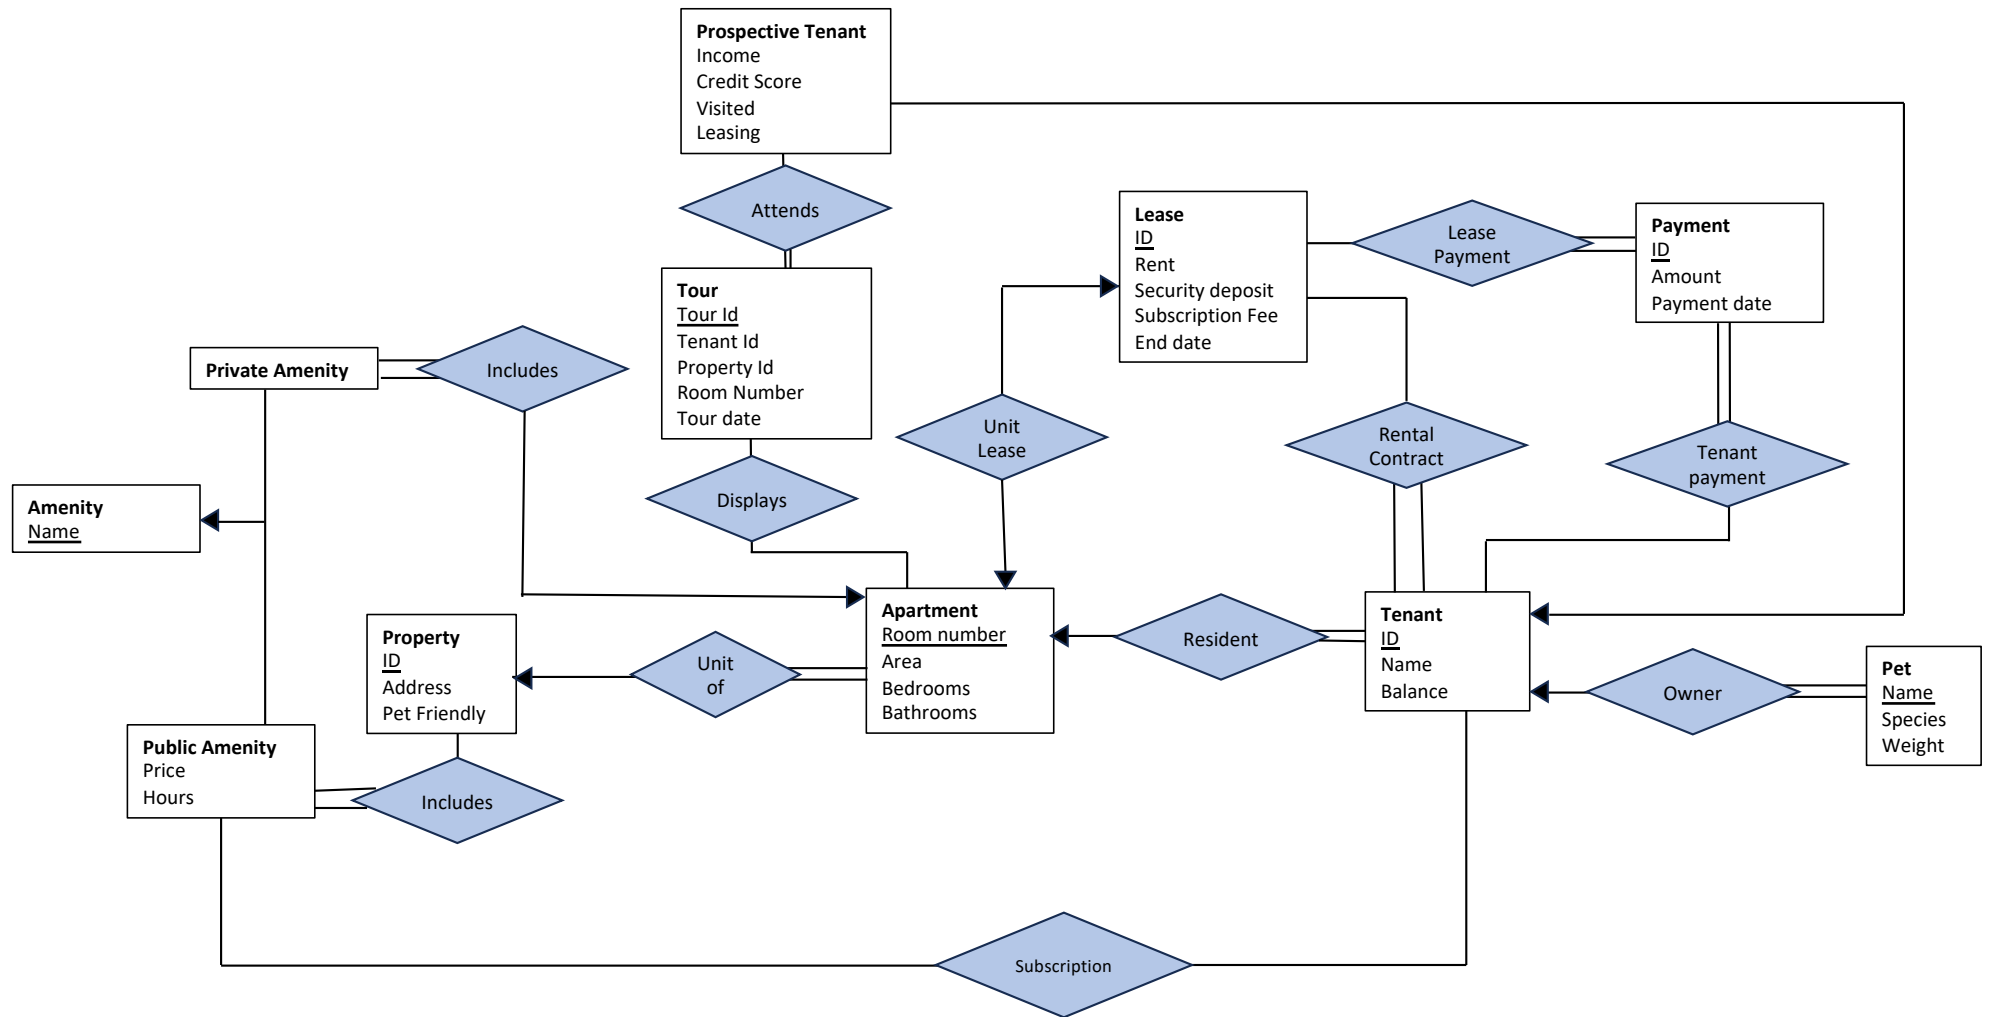 Prospective Tenant
Income
Credit Score
Visited
Leasing
Attends
Lease
ID
Rent
Security deposit
Subscription Fee
End date
Lease
Payment
Payment
ID
Amount
Payment date
Tour
Tour Id
Tenant Id
Property Id
Room Number
Tour date
Private Amenity
Includes
Unit
Lease
Rental
Contract
Tenant
payment
Displays
Amenity
Name
Apartment
Room number
Area
Bedrooms
Bathrooms
Property
ID
Address
Pet Friendly
Unit
of
Resident
Tenant
ID
Name
Balance
Owner
Pet
Name
Species
Weight
Public Amenity
Price
Hours
Includes
Subscription